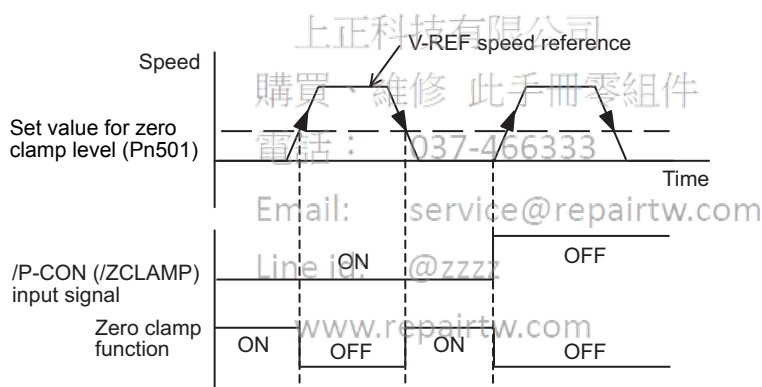 上正科技有限公司
V-REF speed reference
Speed
購買、維修 此手冊零組件
Set value for zero
clamp level (Pn501)
電話： 037-466333
Time
Email: service@repairtw.com
/P-CON (/ZCLAMP)
input signal
ON
OFF
Line id: @zzzz
Zero clamp
function
www.repairtw.com
ON
OFF
ON
OFF